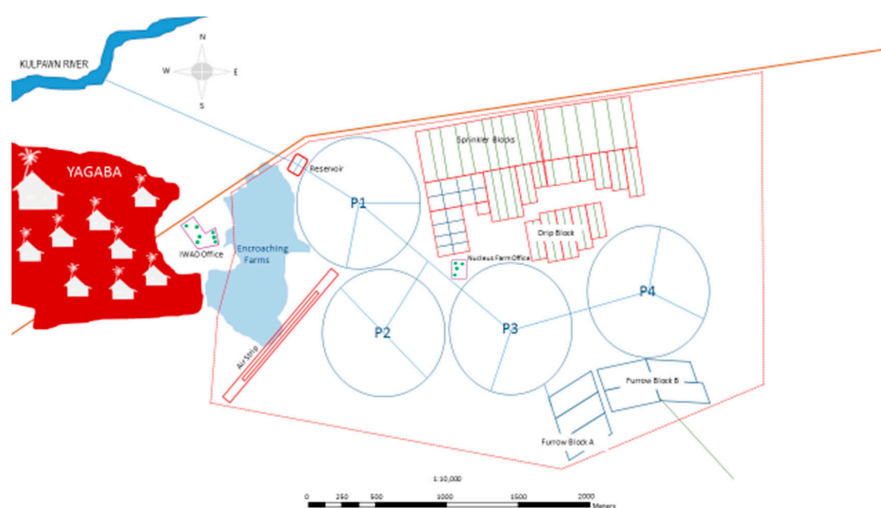 KULPAWN RIVER
N
W
E
S
YAGABA
Reservoir
Sprinkler Blocks
P1
Drip Block
IWAD Office
Encroaching
Farms
Nucleus Farm Office
P4
P2
P3
Air Strip
Furrow Block B
Furrow Block A
1:10,000
0 250 500 1000 1500 2000
Meters